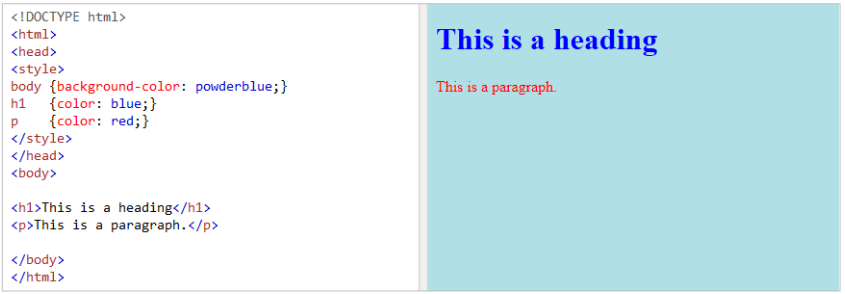 <!DOCTYPE html>
<html>
<head>
<style>
body {background-color: powderblue;}
h1   {color: blue;}
p    {color: red;}
</style>
</head>
<body>

<h1>This is a heading</h1>
<p>This is a paragraph.</p>

</body>
</html>
This is a heading
This is a paragraph.